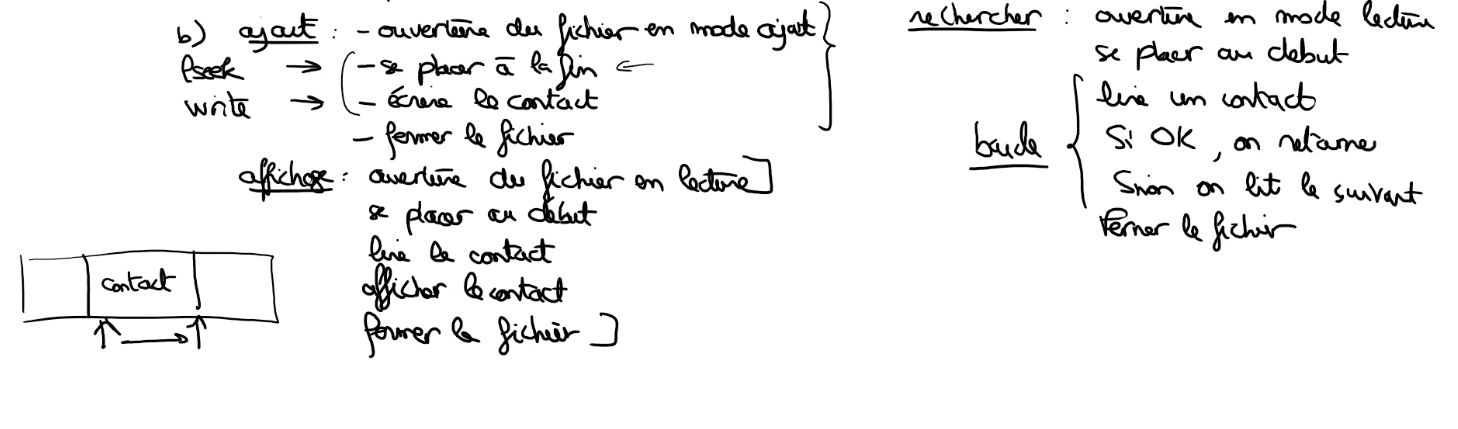 b) ajout : - ouverture du fichier en mode ajout
lseek → - se placer à la fin ←
write → - écrire le contact
- fermer le fichier
affichage : ouverture du fichier en lecture
se placer au début
lire le contact
afficher le contact
fermer le fichier
contact
rechercher : ouverture en mode lecture
se placer au debut
boucle
lire un contact
Si OK, on retourne
Sinon on lit le suivant
Fermer le fichier